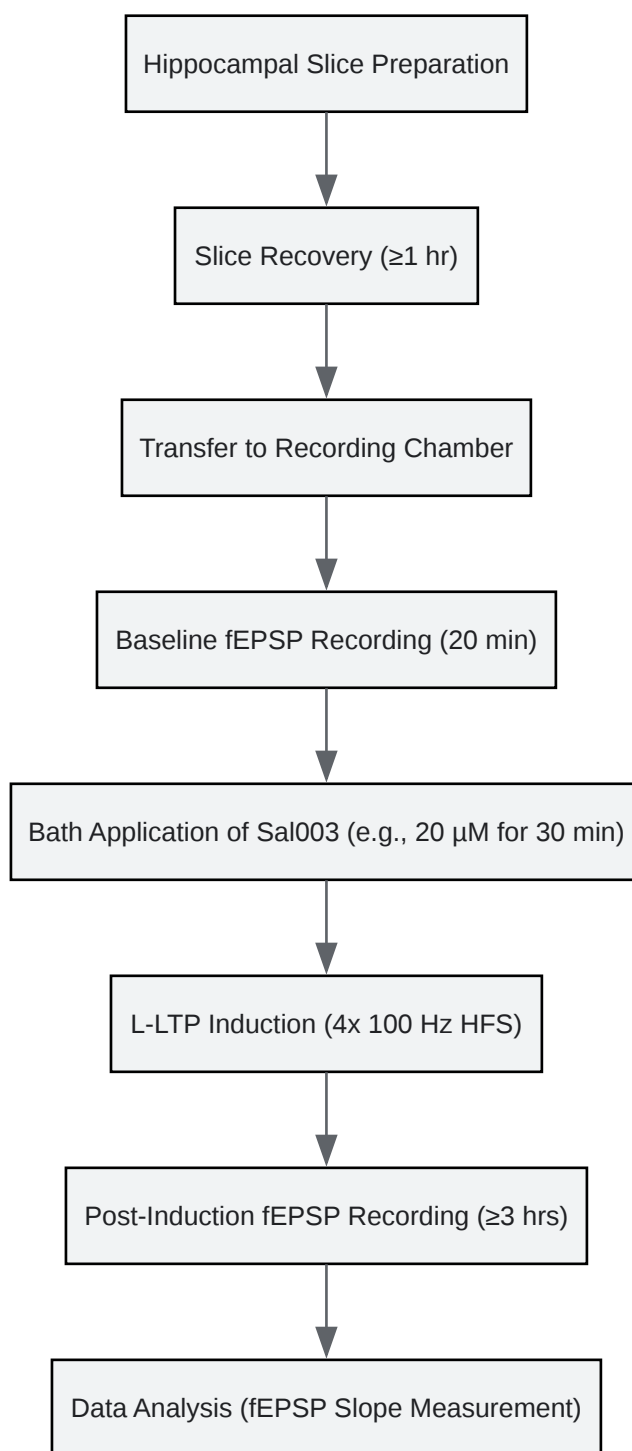 Hippocampal Slice Preparation
Slice Recovery (≥1 hr)
Transfer to Recording Chamber
Baseline fEPSP Recording (20 min)
Bath Application of Sal003 (e.g., 20 µM for 30 min)
L-LTP Induction (4x 100 Hz HFS)
Post-Induction fEPSP Recording (≥3 hrs)
Data Analysis (fEPSP Slope Measurement)